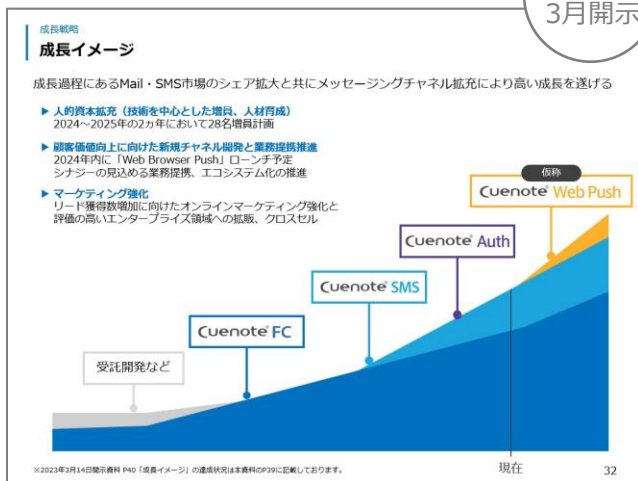 3月開示
成長戦略
成長イメージ
成長過程にあるMail・SMS市場のシェア拡大と共にメッセージングチャネル拡充により高い成長を遂げる
▶ 人的資本拡充（技術を中心とした増員、人材育成）
2024～2025年の2ヵ年において28名増員計画
▶ 顧客価値向上に向けた新規チャネル開発と業務提携推進
2024年内に「Web Browser Push」ローンチ予定
シナジーの見込める業務提携、エコシステム化の推進
▶ マーケティング強化
リード獲得数増加に向けたオンラインマーケティング強化と
評価の高いエンタープライズ領域への拡販、クロスセル
仮称
Cuenote Web Push
Cuenote Auth
Cuenote SMS
Cuenote FC
受託開発など
現在
※2023年3月14日開示資料 P40「成長イメージ」の達成状況は本資料のP39に記載しております。
32